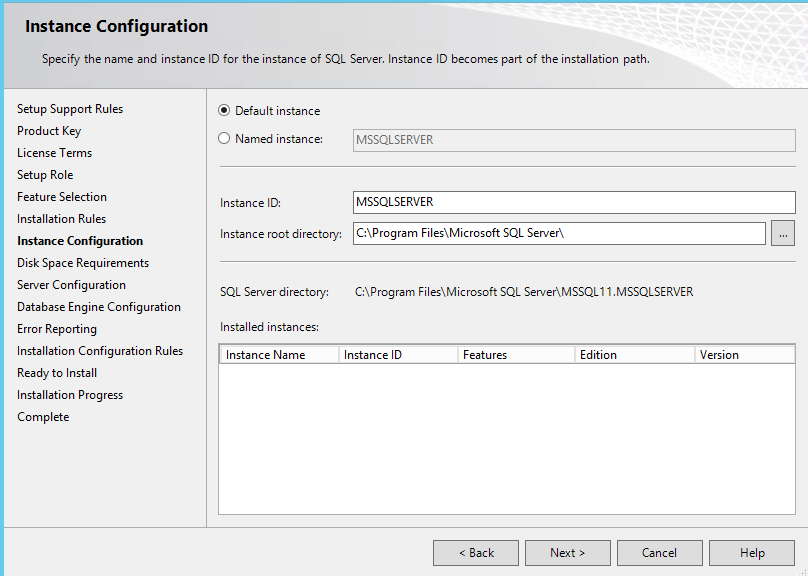 Instance Configuration
Specify the name and instance ID for the instance of SQL Server. Instance ID becomes part of the installation path.
Setup Support Rules
Product Key
License Terms
Setup Role
Feature Selection
Installation Rules
Instance Configuration
Disk Space Requirements
Server Configuration
Database Engine Configuration
Error Reporting
Installation Configuration Rules
Ready to Install
Installation Progress
Complete
Default instance
Named instance: MSSQLSERVER
Instance ID: MSSQLSERVER
Instance root directory: C:\Program Files\Microsoft SQL Server\ ...
SQL Server directory: C:\Program Files\Microsoft SQL Server\MSSQL11.MSSQLSERVER
Installed instances:
Instance Name Instance ID Features Edition Version
< Back Next > Cancel Help